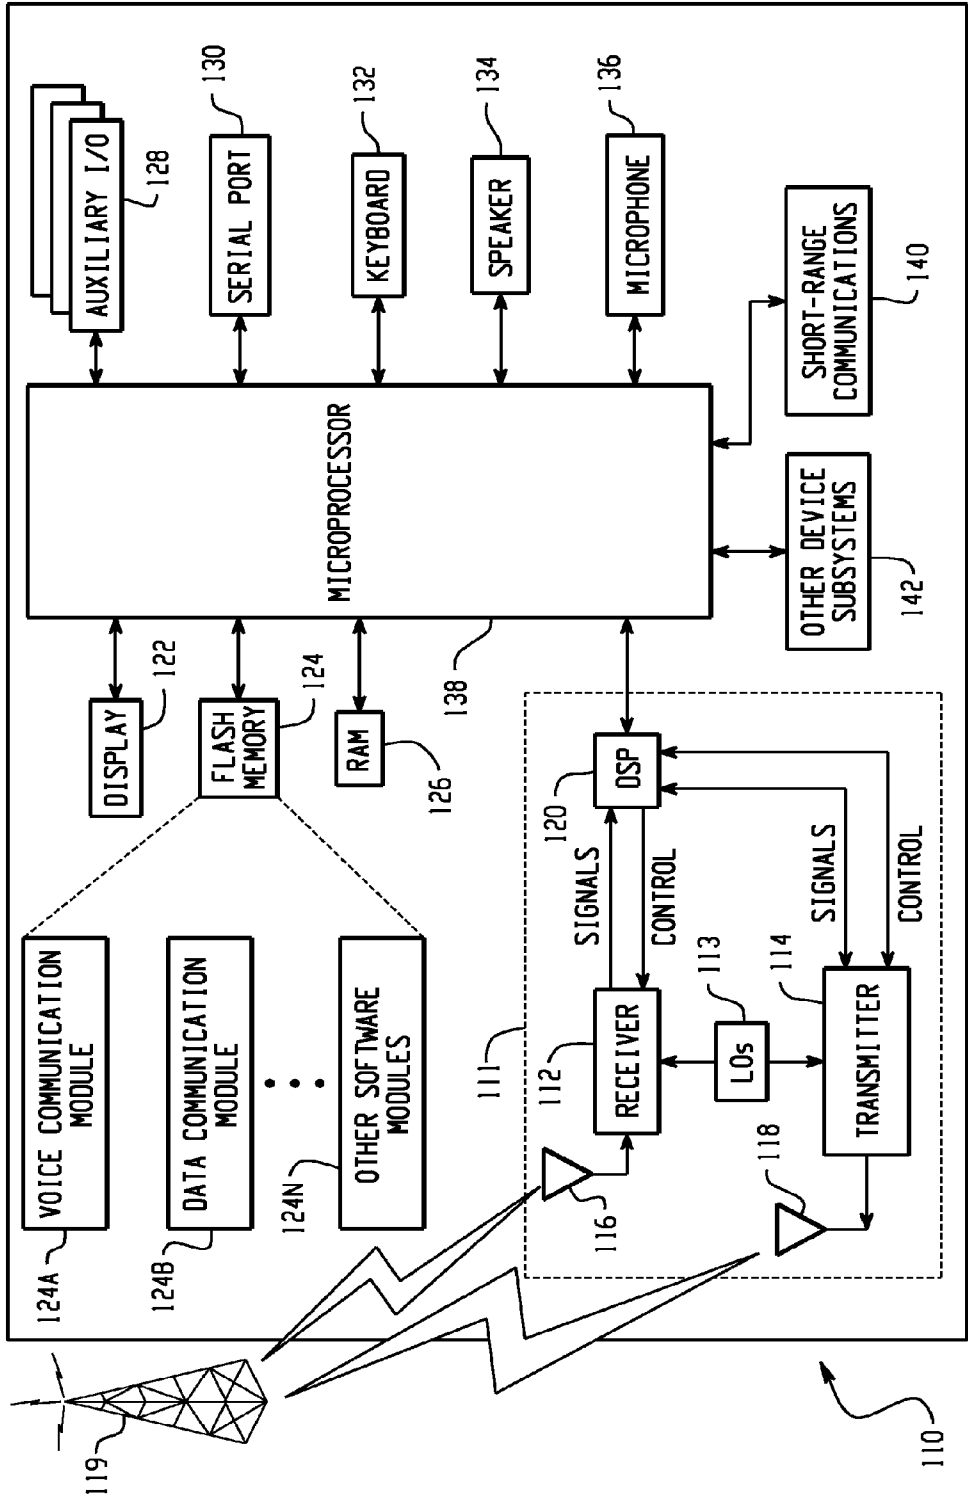 119
124A
VOICE COMMUNICATION
MODULE
124B
DATA COMMUNICATION
MODULE
124N
OTHER SOFTWARE
MODULES
DISPLAY
122
FLASH
MEMORY
124
RAM
126
MICROPROCESSOR
138
AUXILIARY I/O
128
SERIAL PORT
130
KEYBOARD
132
SPEAKER
134
MICROPHONE
136
SHORT-RANGE
COMMUNICATIONS
140
OTHER DEVICE
SUBSYSTEMS
142
111
116
112
RECEIVER
SIGNALS
CONTROL
120
DSP
113
LOs
118
114
TRANSMITTER
SIGNALS
CONTROL
110